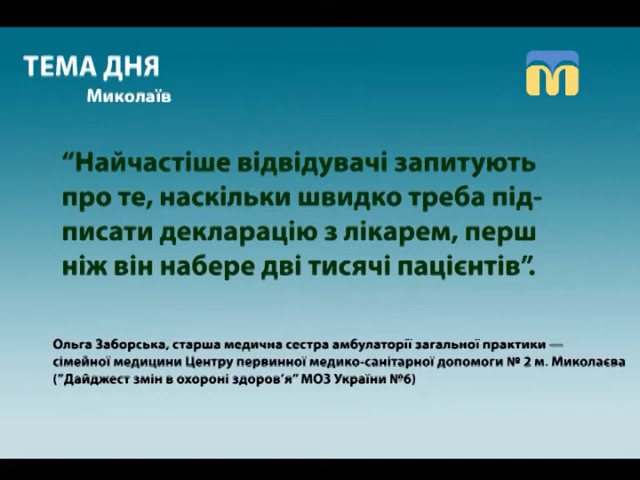 ТЕМА ДНЯ
Миколаїв
“Найчастіше відвідувачі запитують
про те, наскільки швидко треба під-
писати декларацію з лікарем, перш
ніж він набере дві тисячі пацієнтів”.
Ольга Заборська, старша медична сестра амбулаторії загальної практики —
сімейної медицини Центру первинної медико-санітарної допомоги № 2 м. Миколаєва
(“Дайджест змін в охороні здоров’я” МОЗ України №6)